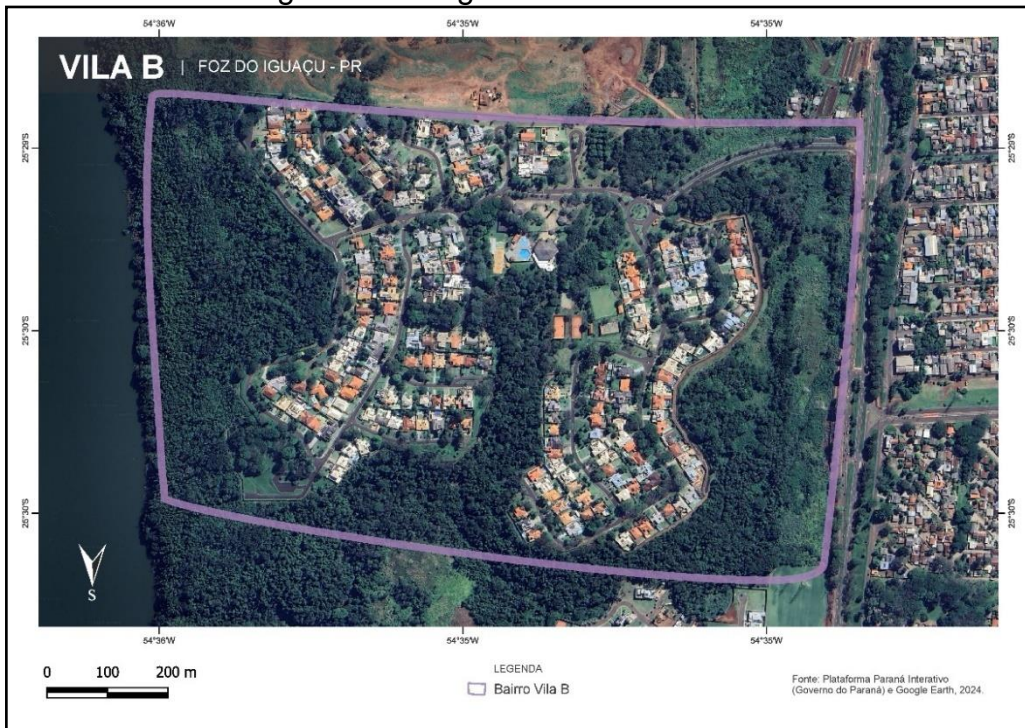 54°36'W 54°35'W 54°35'W
VILA B | FOZ DO IGUAÇU - PR
25°29'S 25°29'S
25°30'S 25°30'S
25°30'S 25°30'S
S
54°36'W 54°35'W 54°35'W
0 100 200 m
LEGENDA
Bairro Vila B
Fonte: Plataforma Paraná Interativo
(Governo do Paraná) e Google Earth, 2024.